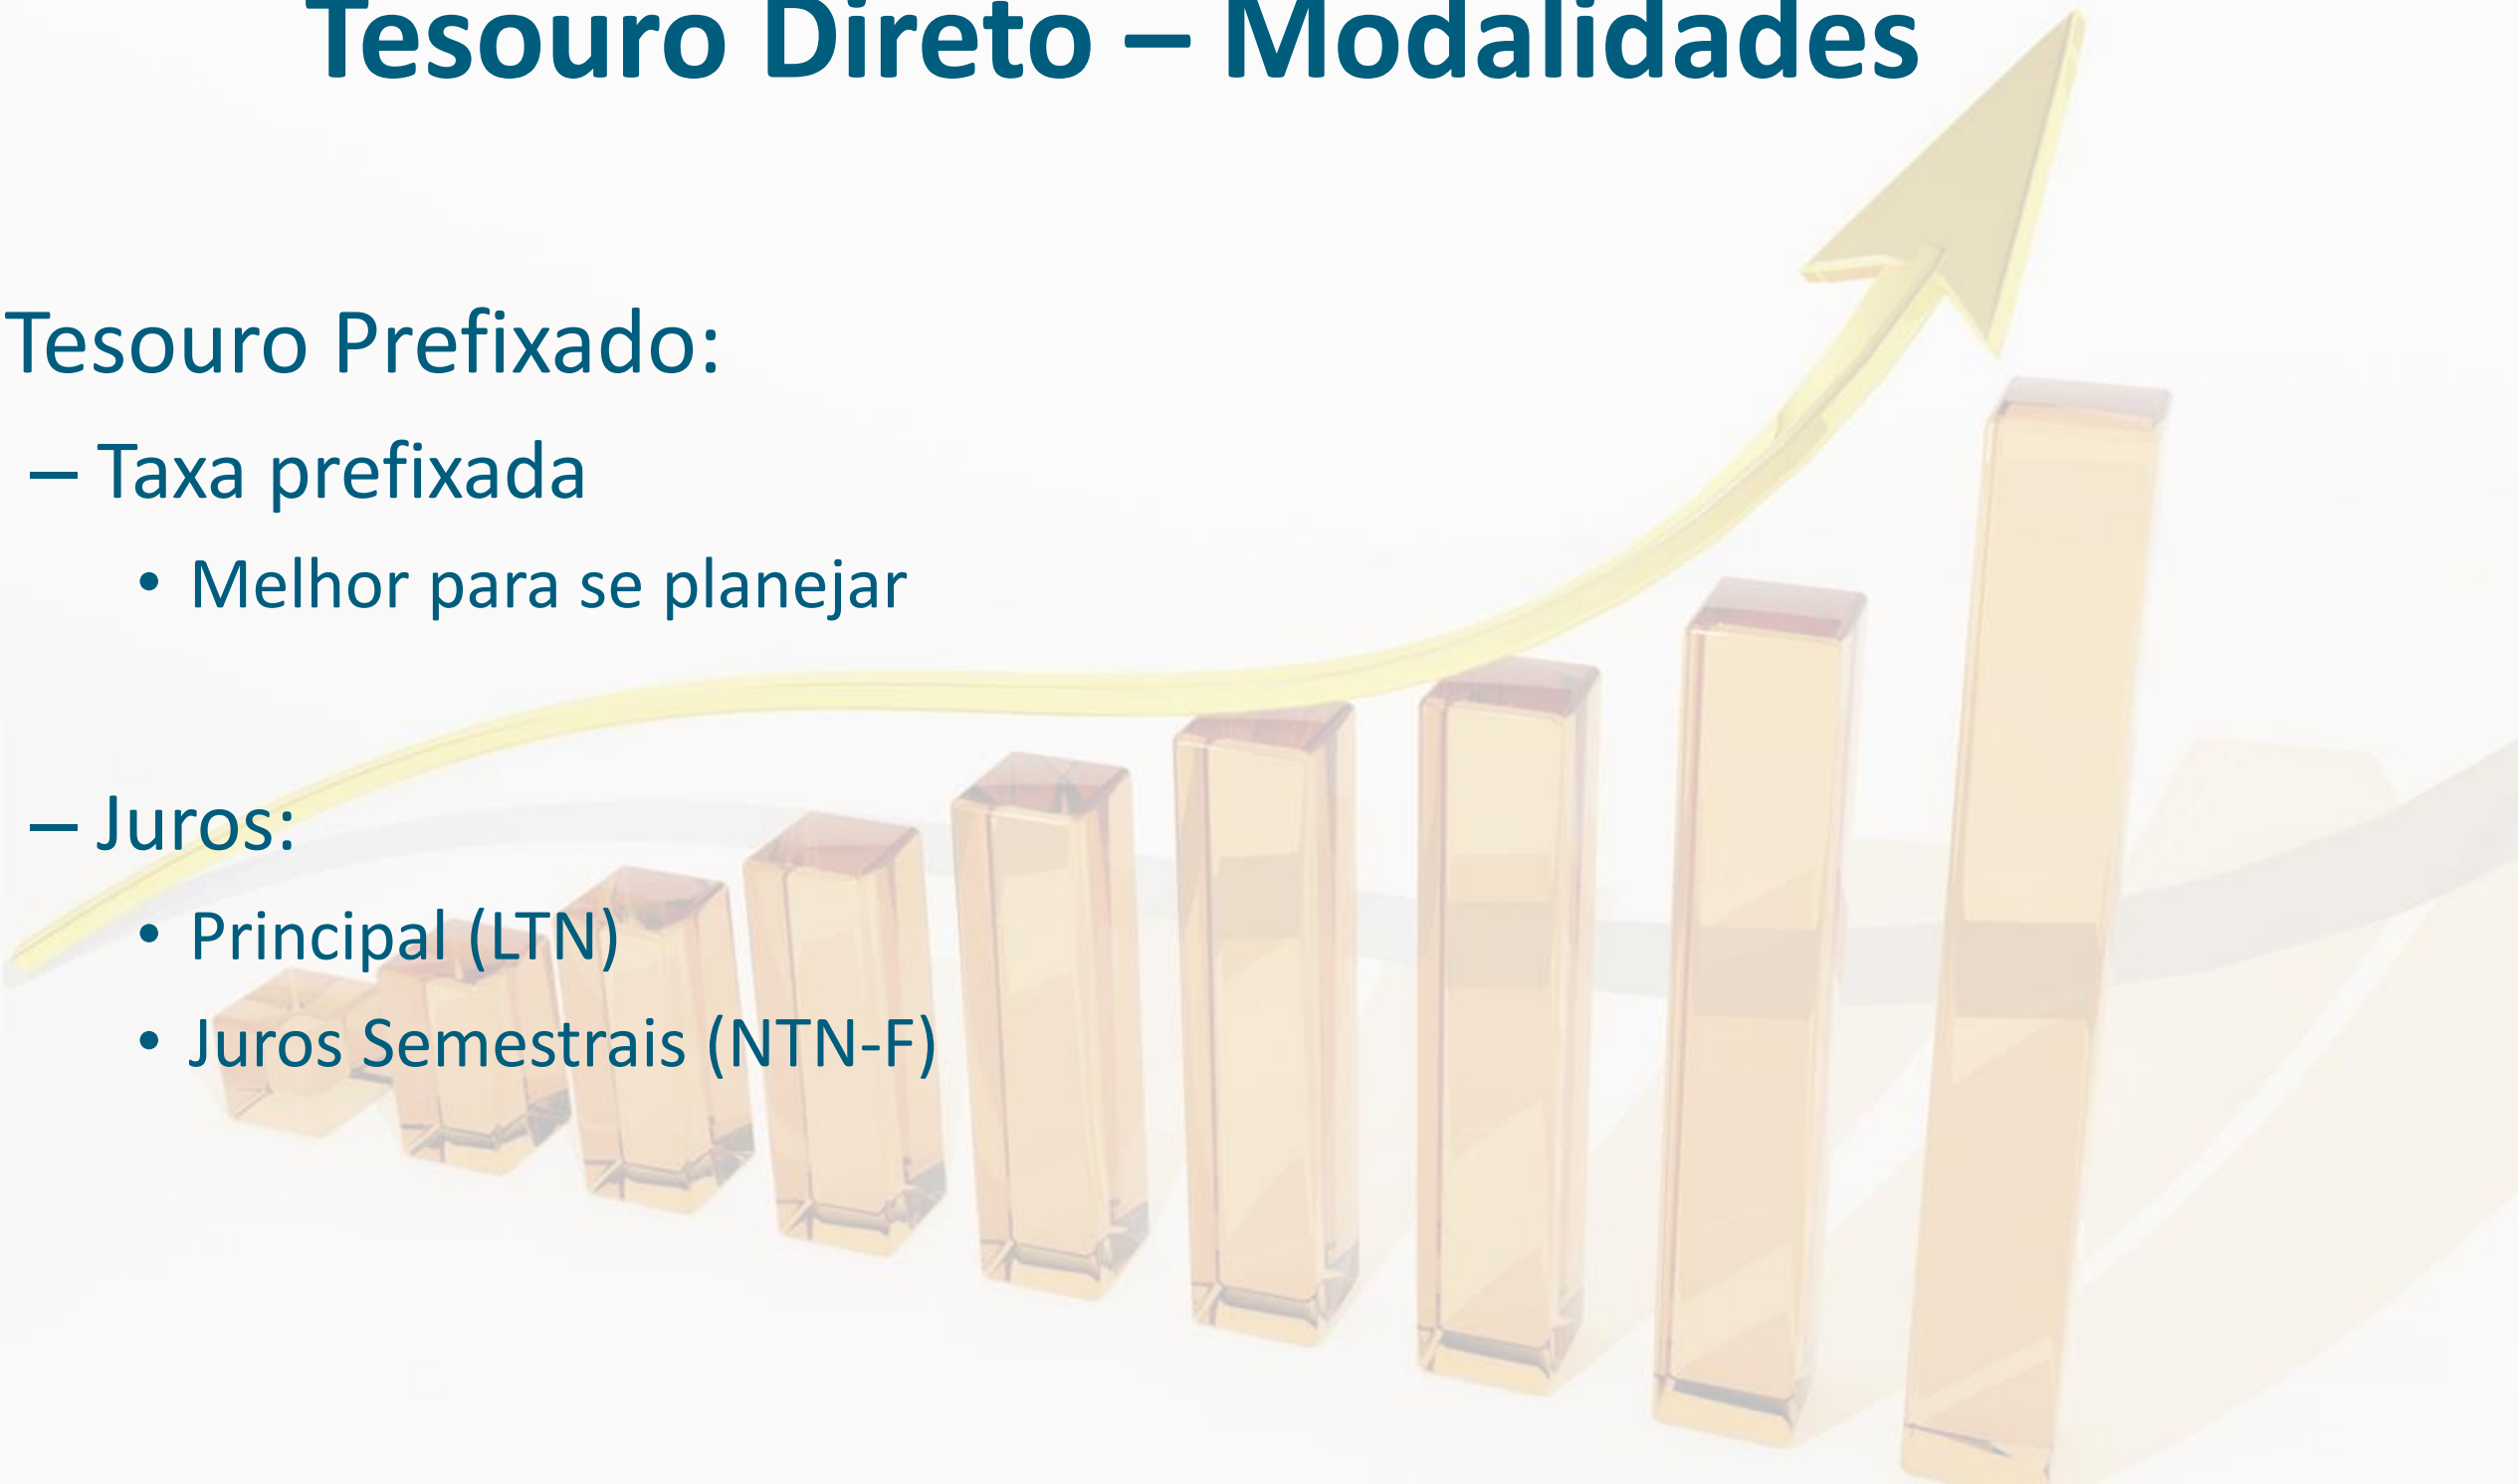 Tesouro Direto – Modalidades
Tesouro Prefixado:
– Taxa prefixada
• Melhor para se planejar
– Juros:
• Principal (LTN)
• Juros Semestrais (NTN-F)